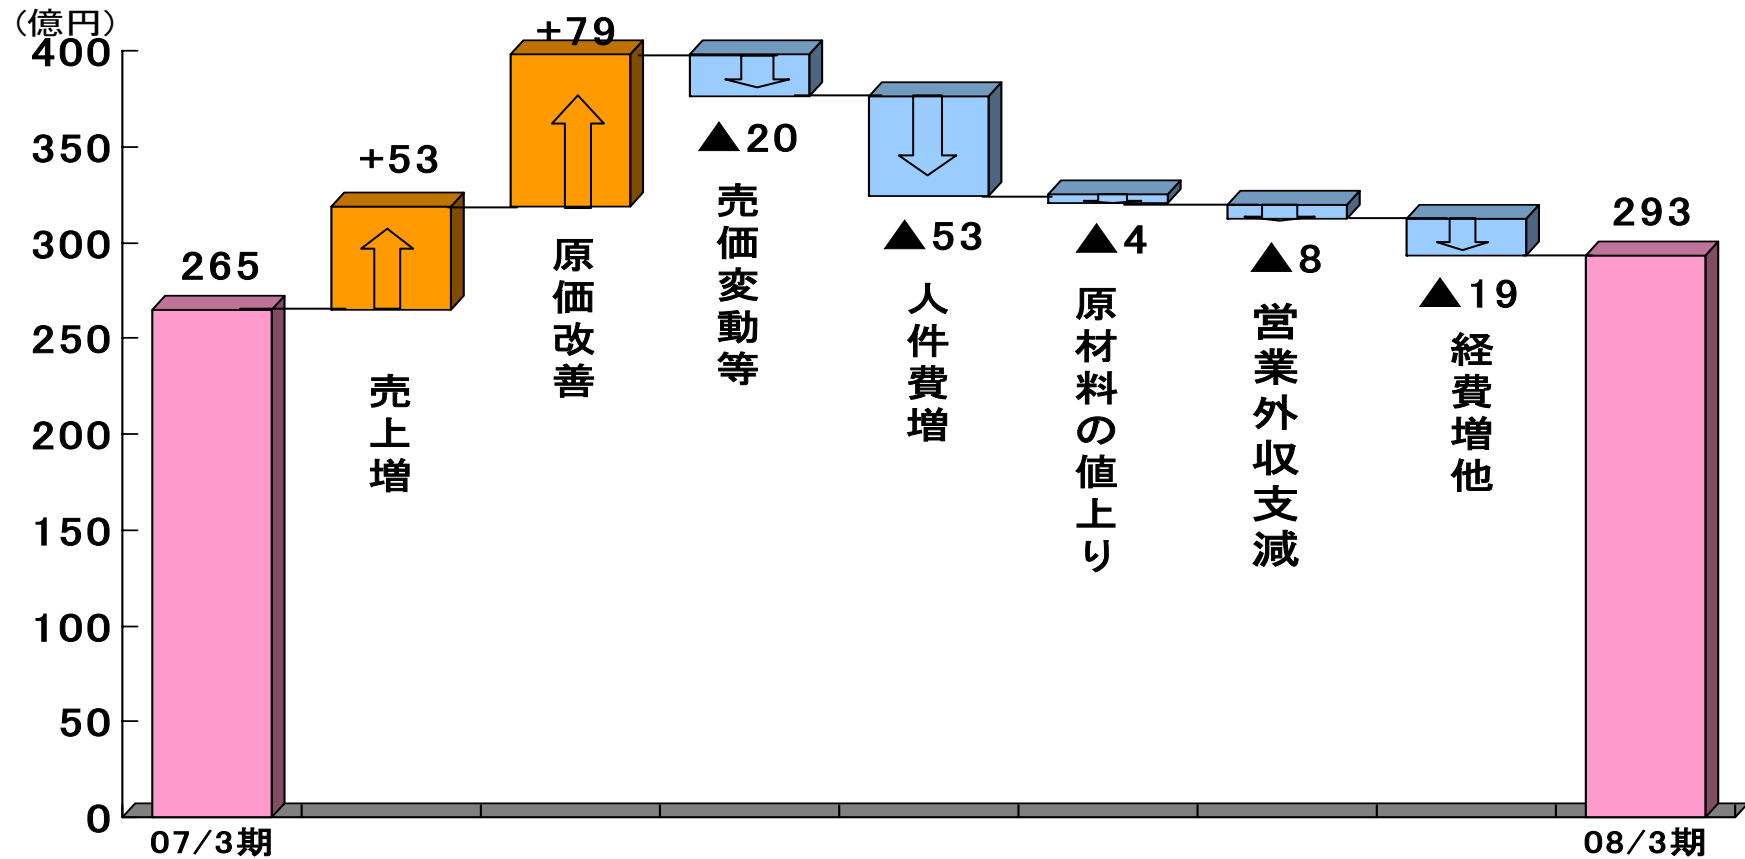 （億円）
400
350
300
250
200
150
100
50
0
265
+53
売上増
+79
原価改善
▲20
売価変動等
▲53
人件費増
▲4
原材料の値上り
▲8
営業外収支減
▲19
経費増他
293
07/3期
08/3期